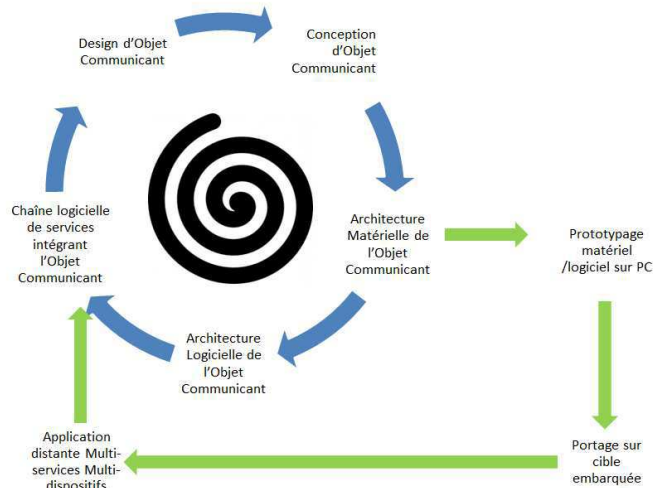 Design d'Objet
Communicant
Conception
d'Objet
Communicant
Architecture
Matérielle de
l'Objet
Communicant
Prototypage
matériel
/logiciel sur PC
Chaîne logicielle
de services
intégrant
l'Objet
Communicant
Architecture
Logicielle de
l'Objet
Communicant
Application
distante Multi-
services Multi-
dispositifs
Portage sur
cible
embarquée